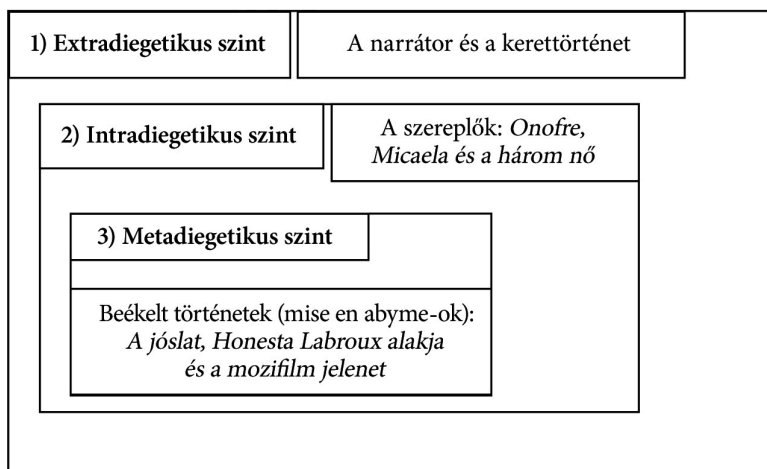 1) Extradiegetikus szint
A narrátor és a kerettörténet
2) Intradiegetikus szint
A szereplők: Onofre,
Micaela és a három nő
3) Metadiegetikus szint
Beékelt történetek (mise en abyme-ok):
A jóslat, Honesta Labroux alakja
és a mozifilm jelenet